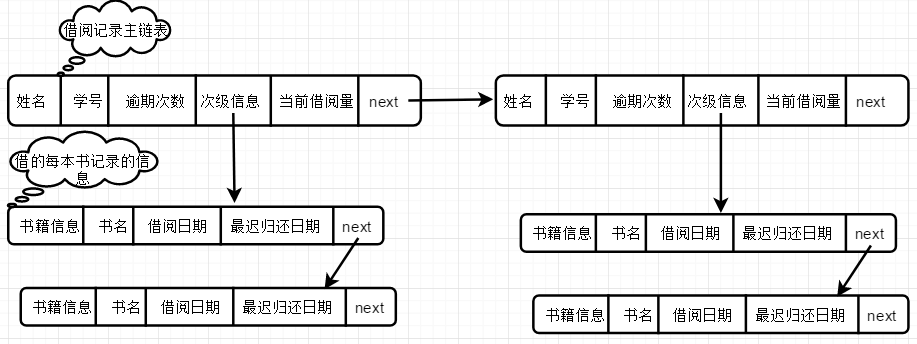 借阅记录主链表
姓名 学号 逾期次数 次级信息 当前借阅量 next
姓名 学号 逾期次数 次级信息 当前借阅量 next
借的每本书记录的信
息
书籍信息 书名 借阅日期 最迟归还日期 next
书籍信息 书名 借阅日期 最迟归还日期 next
书籍信息 书名 借阅日期 最迟归还日期 next
书籍信息 书名 借阅日期 最迟归还日期 next